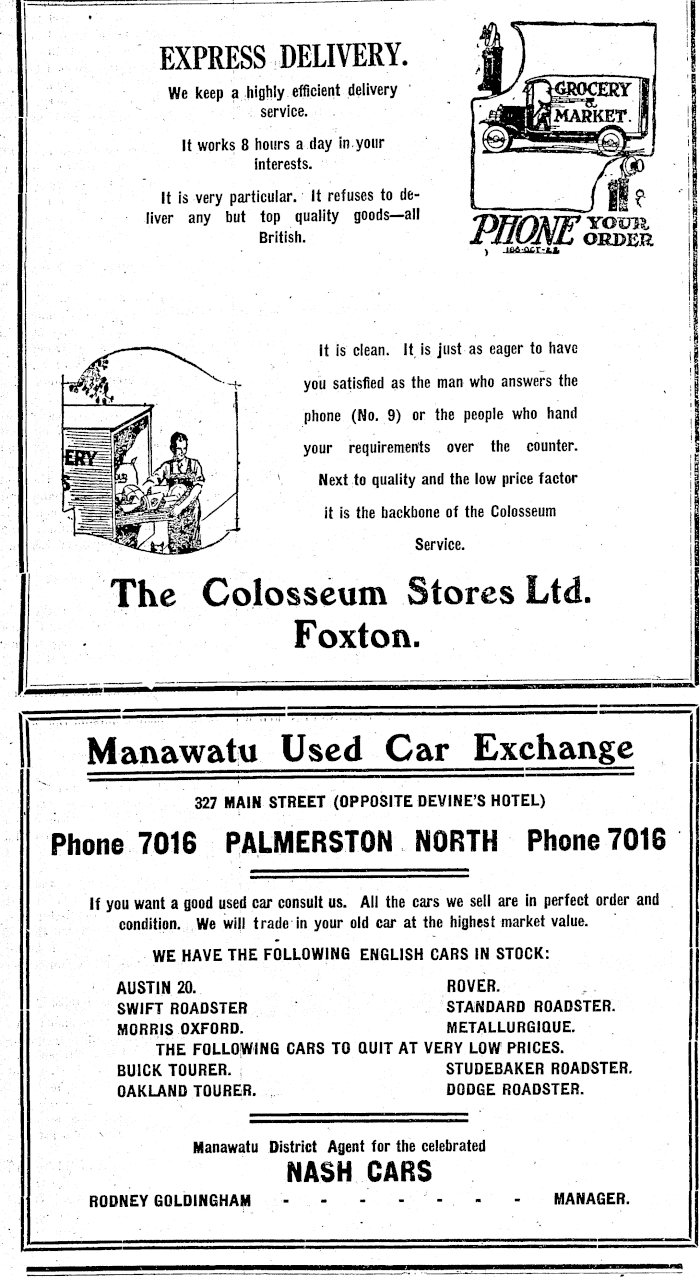 EXPRESS DELIVERY.
We keep a highly efficient delivery
service.
It works 8 hours a day in your
interests.
It is very particular. It refuses to de-
liver any but top quality goods—all
British.
GROCERY
&
MARKET.
PHONE YOUR
ORDER
It is clean. It is just as eager to have
you satisfied as the man who answers the
phone (No. 9) or the people who hand
your requirements over the counter.
Next to quality and the low price factor
it is the backbone of the Colosseum
Service.
ERY
S
The Colosseum Stores Ltd.
Foxton.
Manawatu Used Car Exchange
327 MAIN STREET (OPPOSITE DEVINE'S HOTEL)
Phone 7016 PALMERSTON NORTH Phone 7016
If you want a good used car consult us. All the cars we sell are in perfect order and
condition. We will trade in your old car at the highest market value.
WE HAVE THE FOLLOWING ENGLISH CARS IN STOCK:
AUSTIN 20. ROVER.
SWIFT ROADSTER STANDARD ROADSTER.
MORRIS OXFORD. METALLURGIQUE.
THE FOLLOWING CARS TO QUIT AT VERY LOW PRICES.
BUICK TOURER. STUDEBAKER ROADSTER.
OAKLAND TOURER. DODGE ROADSTER.
Manawatu District Agent for the celebrated
NASH CARS
RODNEY GOLDINGHAM - - - - - - - MANAGER.